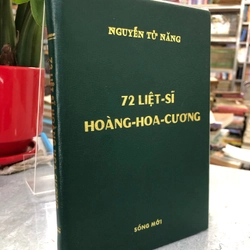 NGUYỄN TỬ NĂNG
72 LIỆT-SĨ
HOÀNG-HOA-CƯƠNG
SỐNG MỚI